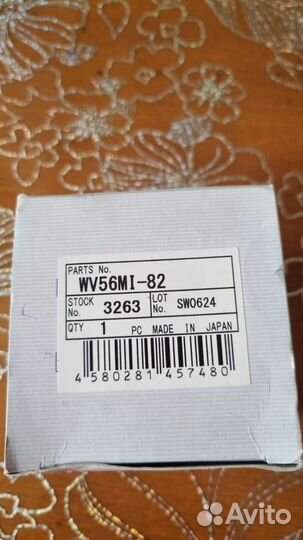 PARTS No.
WV56MI-82
STOCK No. 3263 LOT No. SW0624
QTY 1 PC MADE IN JAPAN
4 580281 457480
Avito